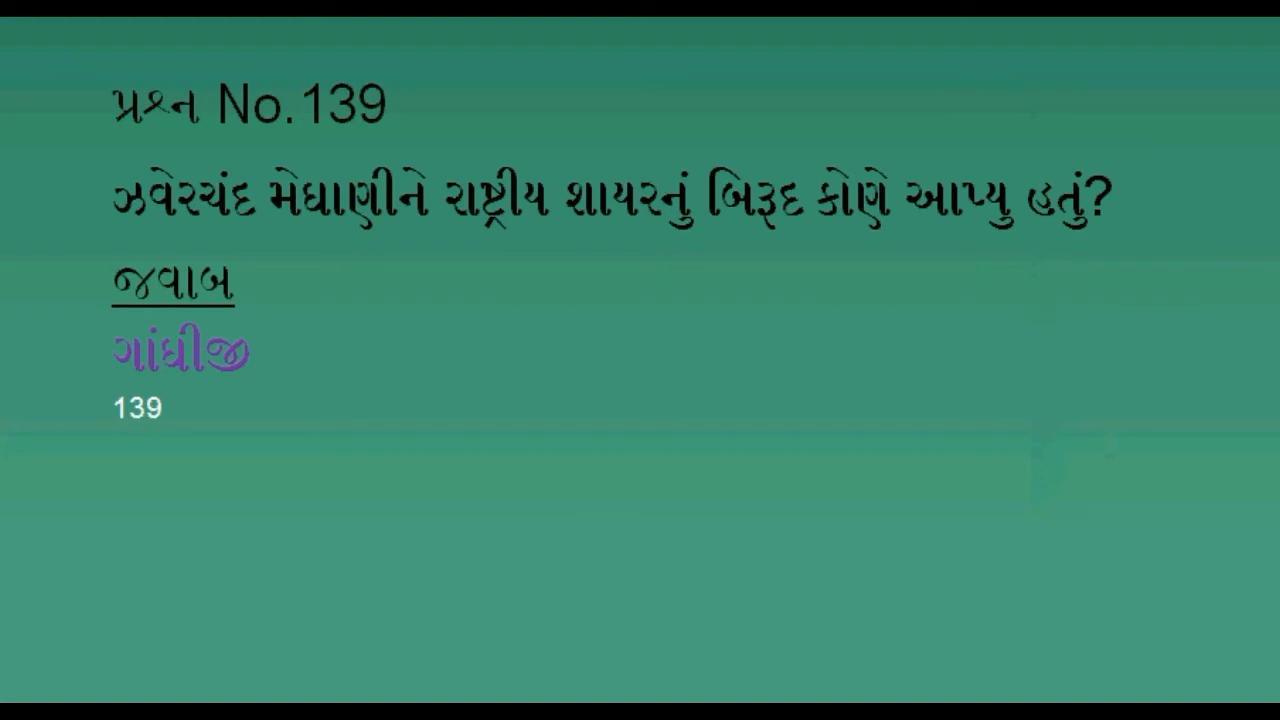 પ્રશ્ન No.139
ઝવેરચંદ મેઘાણીને રાષ્ટ્રીય શાયરનું બિરૂદ કોણે આપ્યુ હતું?
જવાબ
ગાંધીજી
139